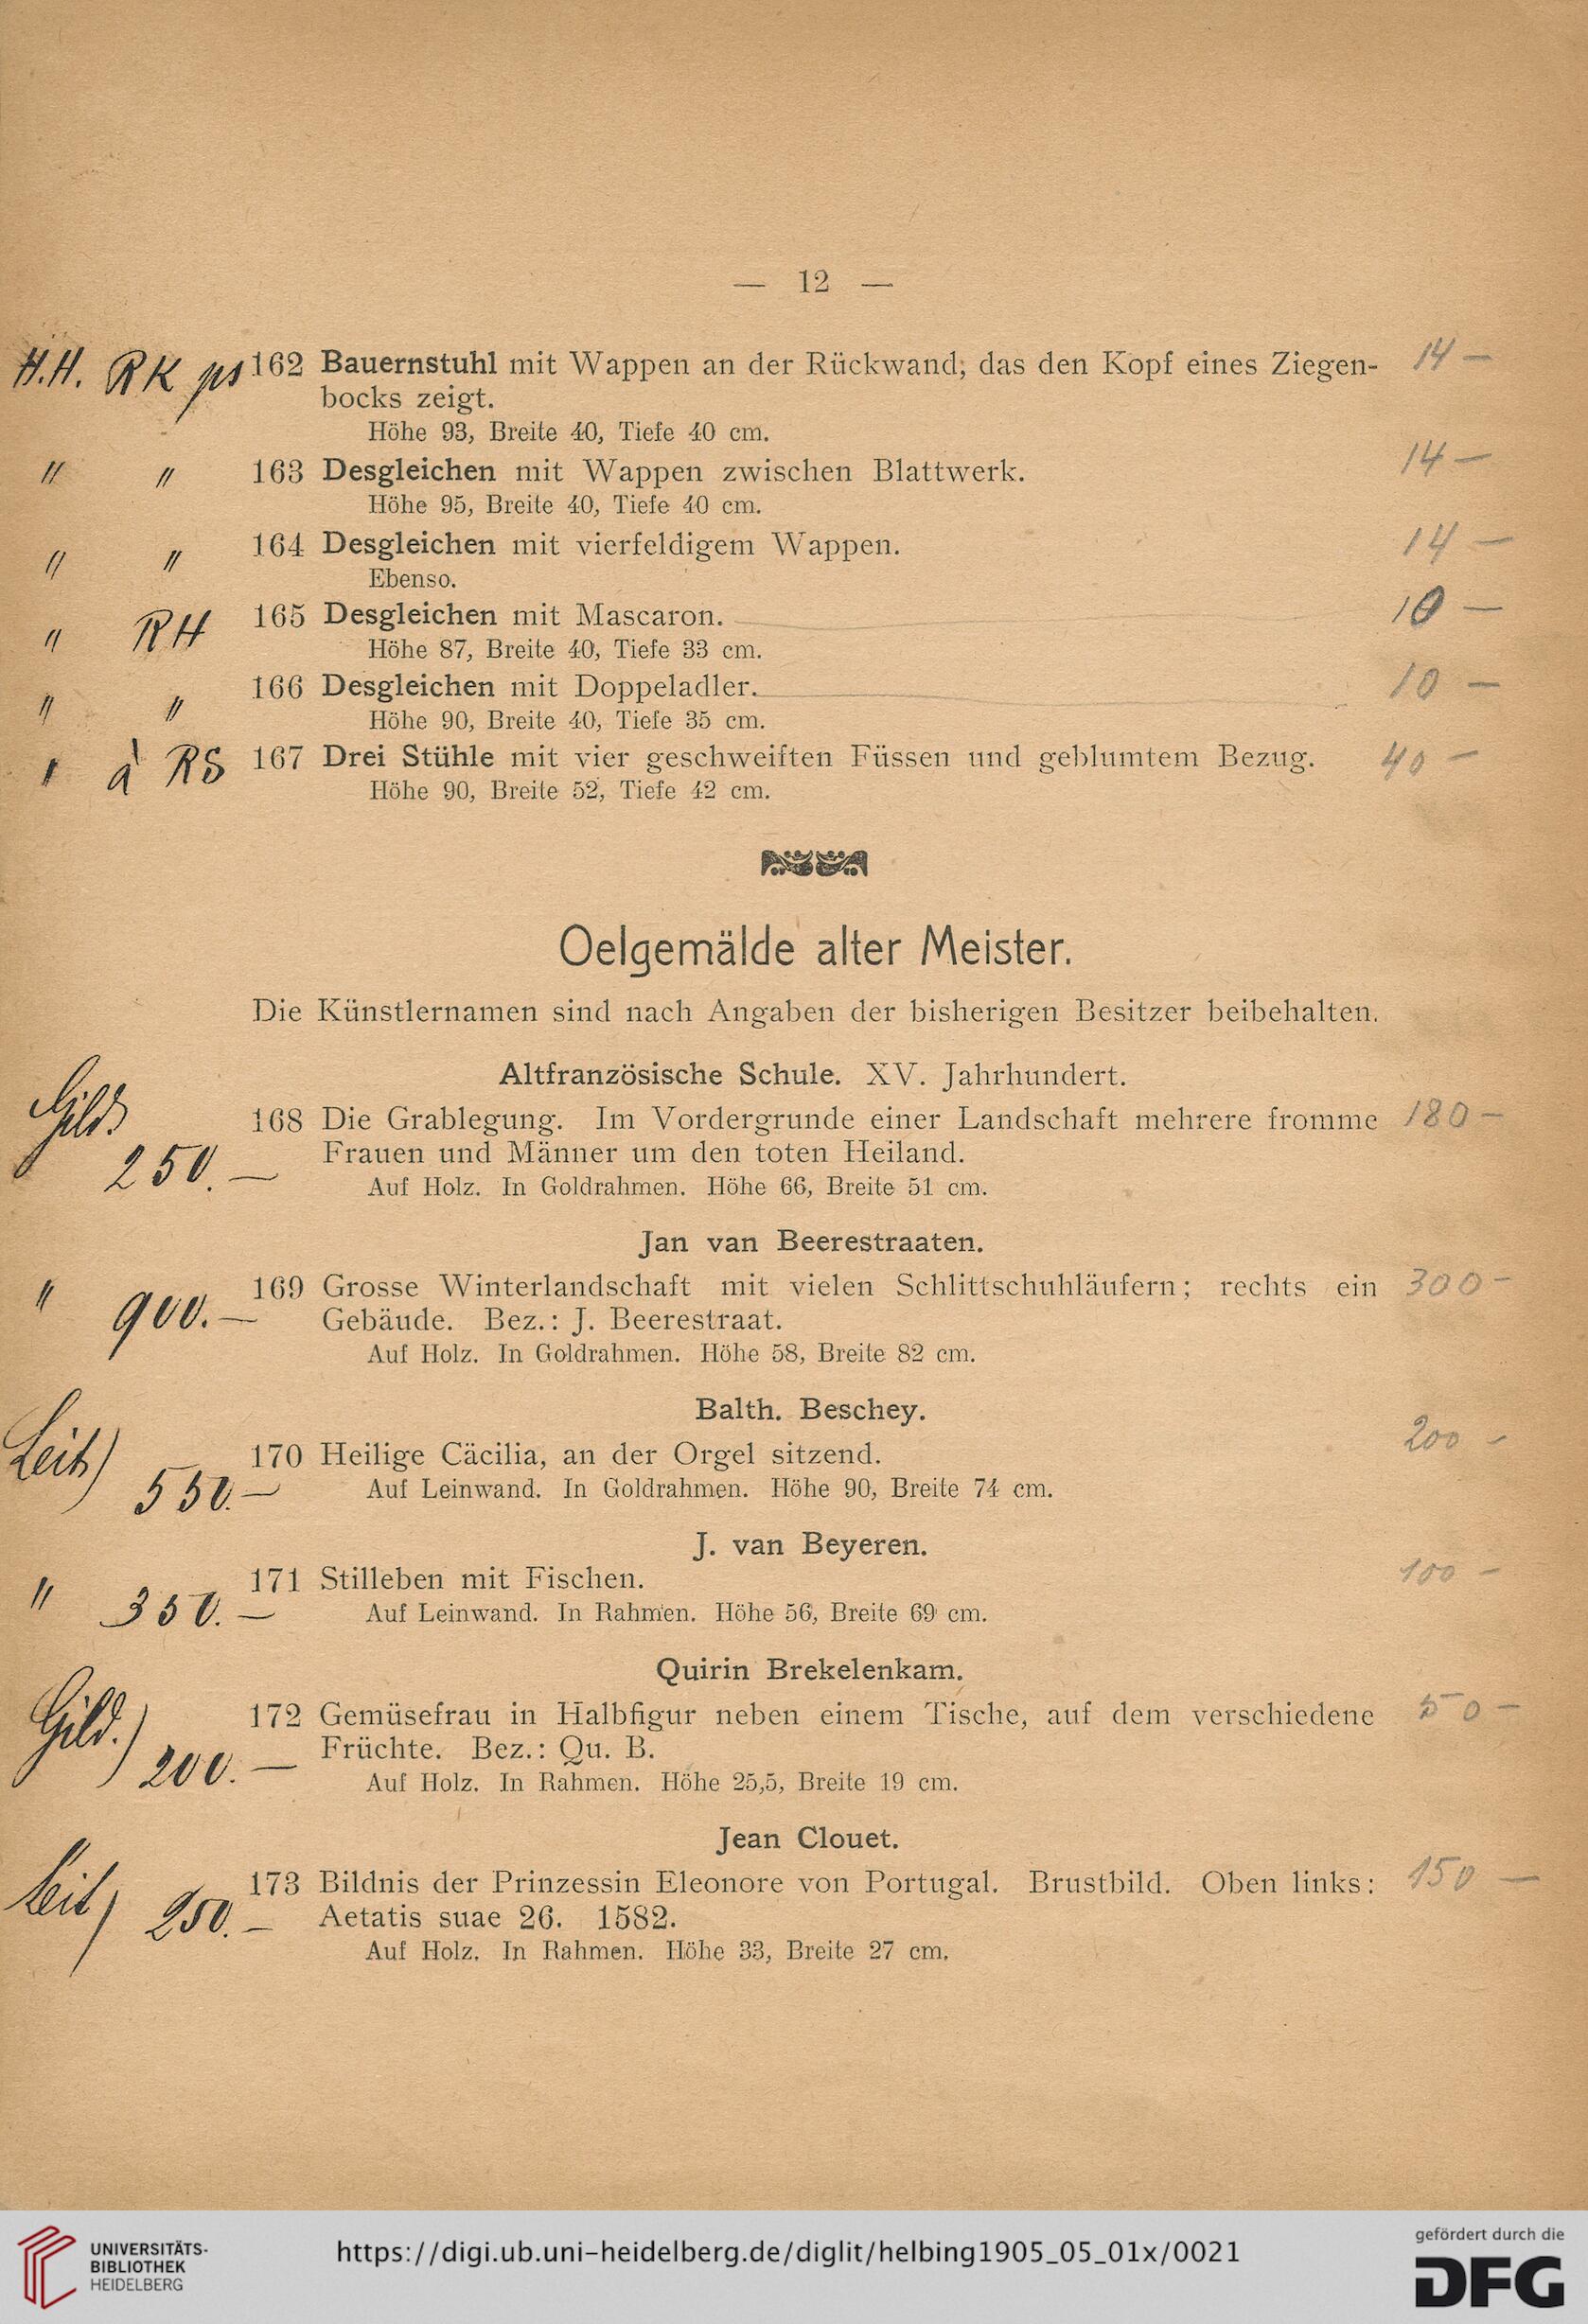 — 12 —
H.H. RK ps 162 Bauernstuhl mit Wappen an der Rückwand, das den Kopf eines Ziegen- 14 —
bocks zeigt.
Höhe 93, Breite 40, Tiefe 40 cm.
" " 163 Desgleichen mit Wappen zwischen Blattwerk. 14 —
Höhe 95, Breite 40, Tiefe 40 cm.
" " 164 Desgleichen mit vierfeldigem Wappen. 14 —
Ebenso.
" RH 165 Desgleichen mit Mascaron. 10 —
Höhe 87, Breite 40, Tiefe 33 cm.
" " 166 Desgleichen mit Doppeladler. 10 —
Höhe 90, Breite 40, Tiefe 35 cm.
" à RS 167 Drei Stühle mit vier geschweiften Füssen und geblumtem Bezug. 40 —
Höhe 90, Breite 52, Tiefe 42 cm.
Oelgemälde alter Meister.
Die Künstlernamen sind nach Angaben der bisherigen Besitzer beibehalten.
Altfranzösische Schule. XV. Jahrhundert.
168 Die Grablegung. Im Vordergrunde einer Landschaft mehrere fromme 180 —
250. — Frauen und Männer um den toten Heiland.
Auf Holz. In Goldrahmen. Höhe 66, Breite 51 cm.
Jan van Beerestraaten.
" 900. — 169 Grosse Winterlandschaft mit vielen Schlittschuhläufern; rechts ein 300 —
Gebäude. Bez.: J. Beerestraat.
Auf Holz. In Goldrahmen. Höhe 58, Breite 82 cm.
Balth. Beschey.
170 Heilige Cäcilia, an der Orgel sitzend. 200 —
550. — Auf Leinwand. In Goldrahmen. Höhe 90, Breite 74 cm.
J. van Beyeren.
171 Stilleben mit Fischen. 100 —
" 350. — Auf Leinwand. In Rahmen. Höhe 56, Breite 69 cm.
Quirin Brekelenkam.
Gild.) 172 Gemüsefrau in Halbfigur neben einem Tische, auf dem verschiedene 50 —
200. — Früchte. Bez.: Qu. B.
Auf Holz. In Rahmen. Höhe 25,5, Breite 19 cm.
Jean Clouet.
173 Bildnis der Prinzessin Eleonore von Portugal. Brustbild. Oben links: 150 —
250. — Aetatis suae 26. 1582.
Auf Holz. In Rahmen. Höhe 33, Breite 27 cm.
UNIVERSITÄTS-
BIBLIOTHEK
HEIDELBERG
https://digi.ub.uni-heidelberg.de/diglit/helbing1905_05_01x/0021
gefördert durch die
DFG